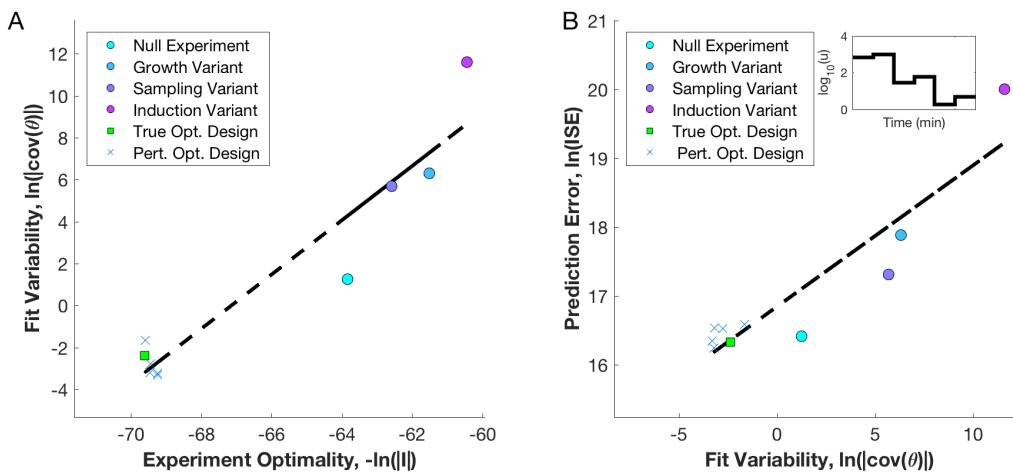 A
Null Experiment
Growth Variant
Sampling Variant
Induction Variant
True Opt. Design
Pert. Opt. Design
Fit Variability, ln(|cov(θ)|)
12
10
8
6
4
2
0
-2
-4
-70
-68
-66
-64
-62
-60
Experiment Optimality, -ln(|I|)
B
Null Experiment
Growth Variant
Sampling Variant
Induction Variant
True Opt. Design
Pert. Opt. Design
log10(u)
4
2
0
Time (min)
Prediction Error, ln(ISE)
21
20
19
18
17
16
-5
0
5
10
Fit Variability, ln(|cov(θ)|)